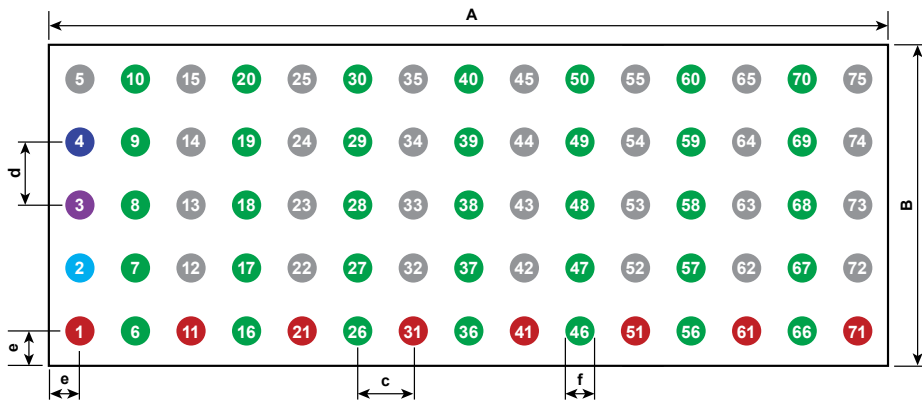 A
5 10 15 20 25 30 35 40 45 50 55 60 65 70 75
4 9 14 19 24 29 34 39 44 49 54 59 64 69 74
d
B
3 8 13 18 23 28 33 38 43 48 53 58 63 68 73
2 7 12 17 22 27 32 37 42 47 52 57 62 67 72
1 6 11 16 21 26 31 36 41 46 51 56 61 66 71
e
e c f